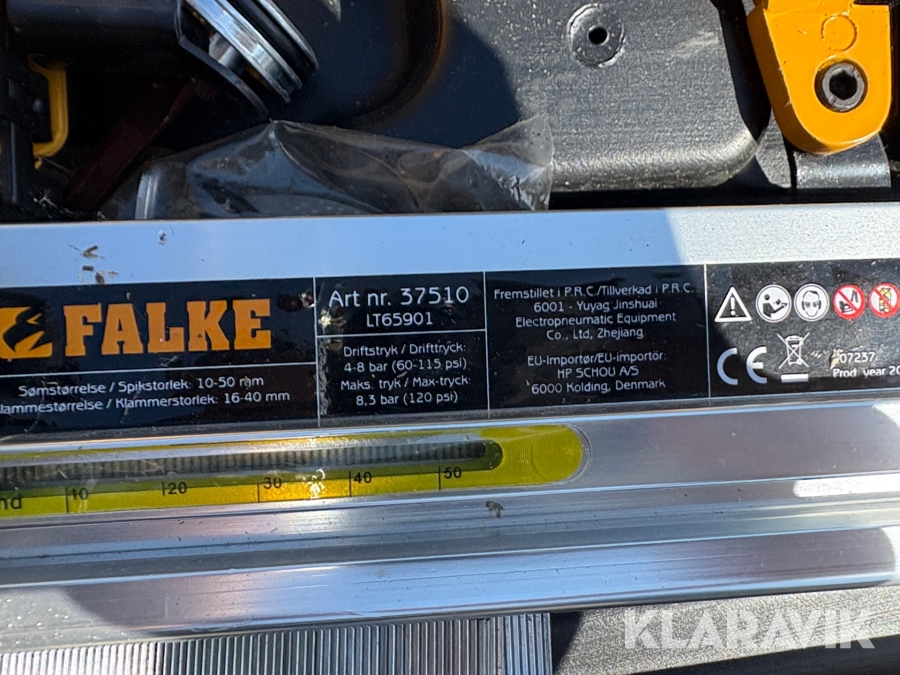 FALKE
Sømstørrelse / Spikstorlek: 10-50 mm
lammestørrelse / Klammerstorlek: 16-40 mm
Art nr. 37510
LT65901
Driftstryk / Drifttryck:
4-8 bar (60-115 psi)
Maks. tryk / Max-tryck:
8,3 bar (120 psi)
Fremstillet i P.R.C./Tillverkad i P.R.C.
6001 - Yuyag Jinshuai
Electropneumatic Equipment
Co., Ltd, Zhejiang
EU-Importør/EU-importör:
HP SCHOU A/S
6000 Kolding, Denmark
CE
07237
Prod. year 20
nd 10 20 30 40 50
KLARAVIK